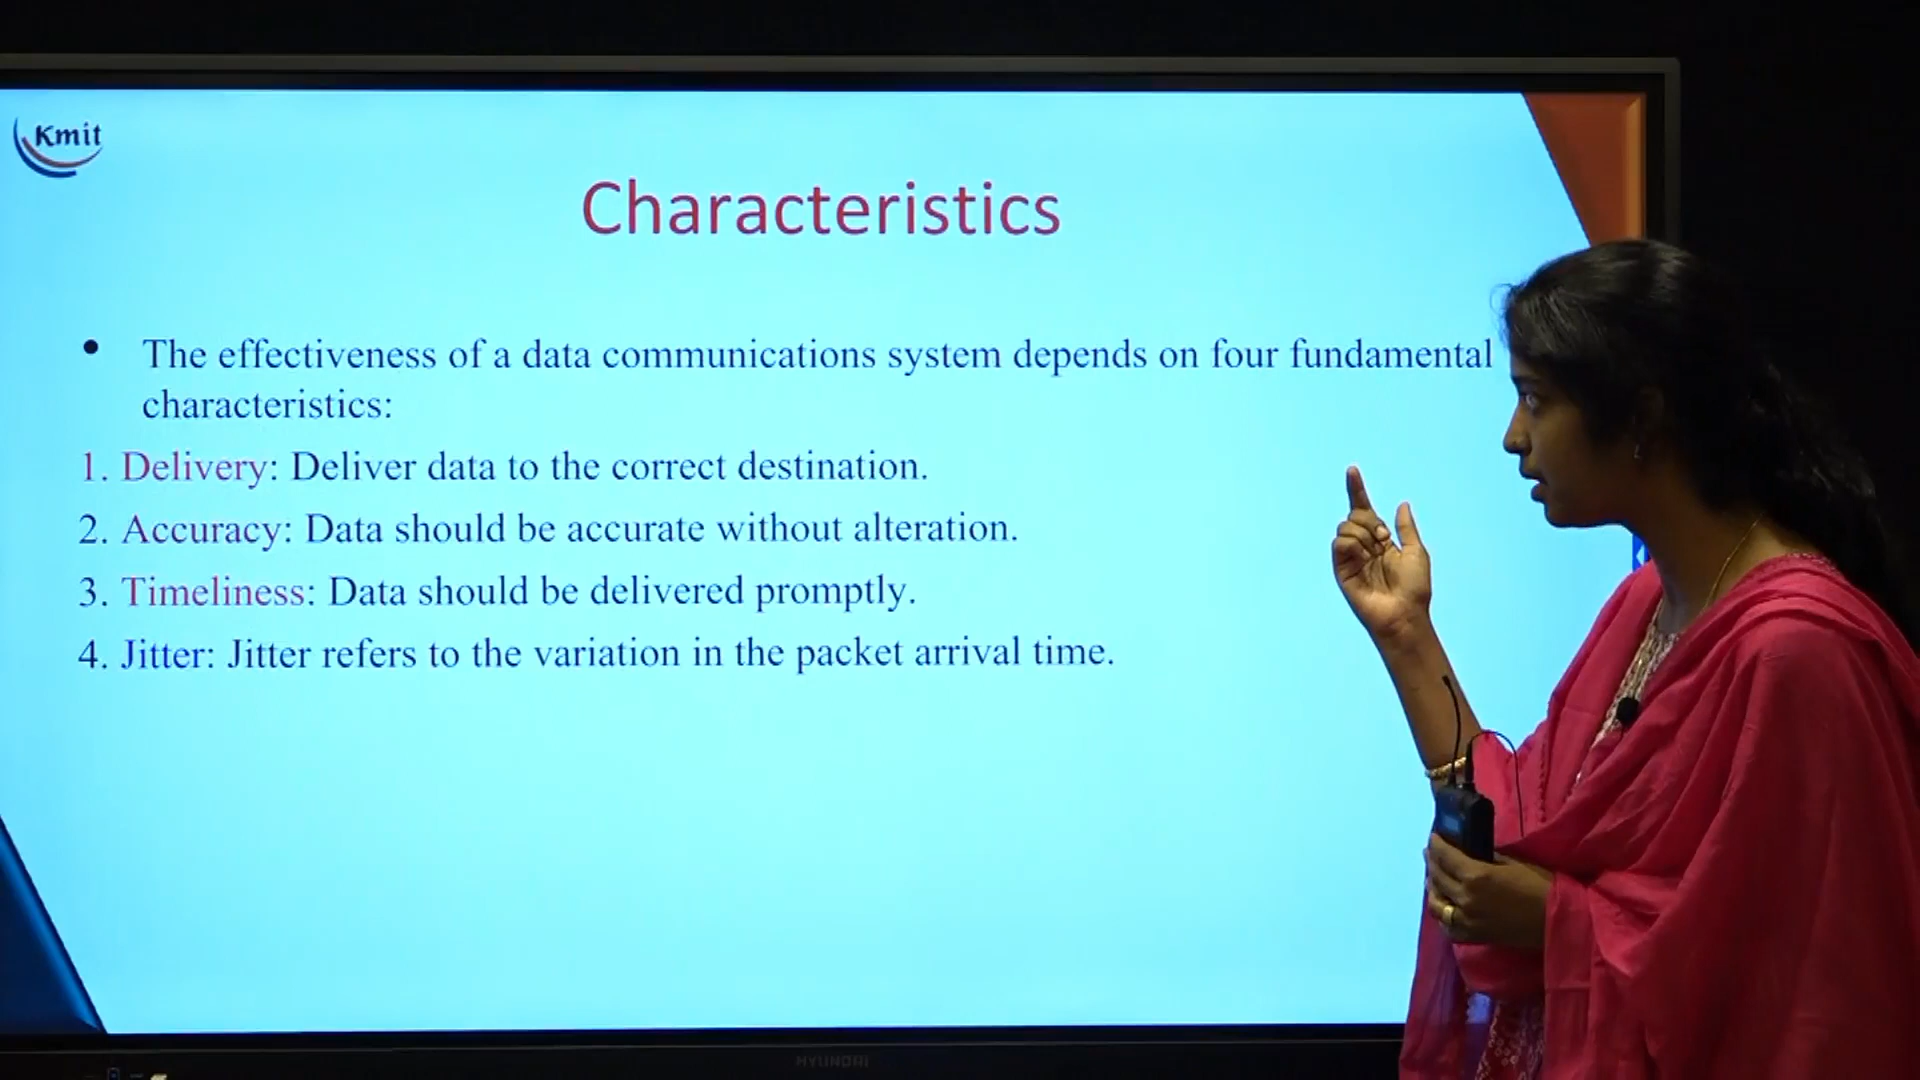 Kmit
Characteristics
• The effectiveness of a data communications system depends on four fundamental
characteristics:
1. Delivery: Deliver data to the correct destination.
2. Accuracy: Data should be accurate without alteration.
3. Timeliness: Data should be delivered promptly.
4. Jitter: Jitter refers to the variation in the packet arrival time.
HYUNDAI